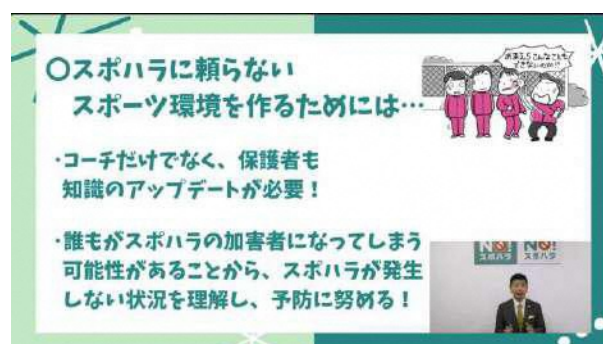 〇スポハラに頼らない
スポーツ環境を作るためには…
・コーチだけでなく、保護者も
知識のアップデートが必要！
・誰もがスポハラの加害者になってしまう
可能性があることから、スポハラが発生
しない状況を理解し、予防に努める！
NO! NO!
スポハラ スポハラ